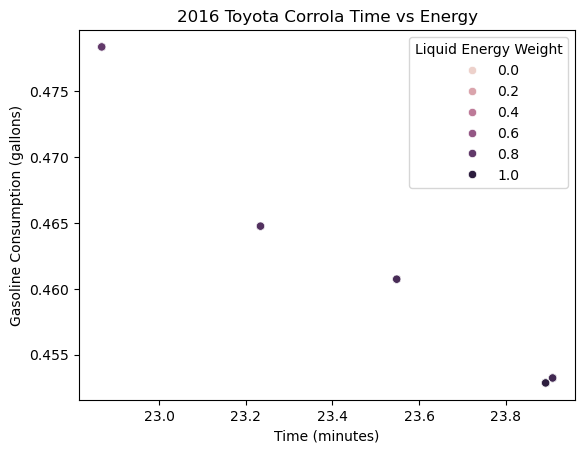 2016 Toyota Corrola Time vs Energy
Liquid Energy Weight
0.0
0.2
0.4
0.6
0.8
1.0
Gasoline Consumption (gallons)
0.475
0.470
0.465
0.460
0.455
23.0 23.2 23.4 23.6 23.8
Time (minutes)